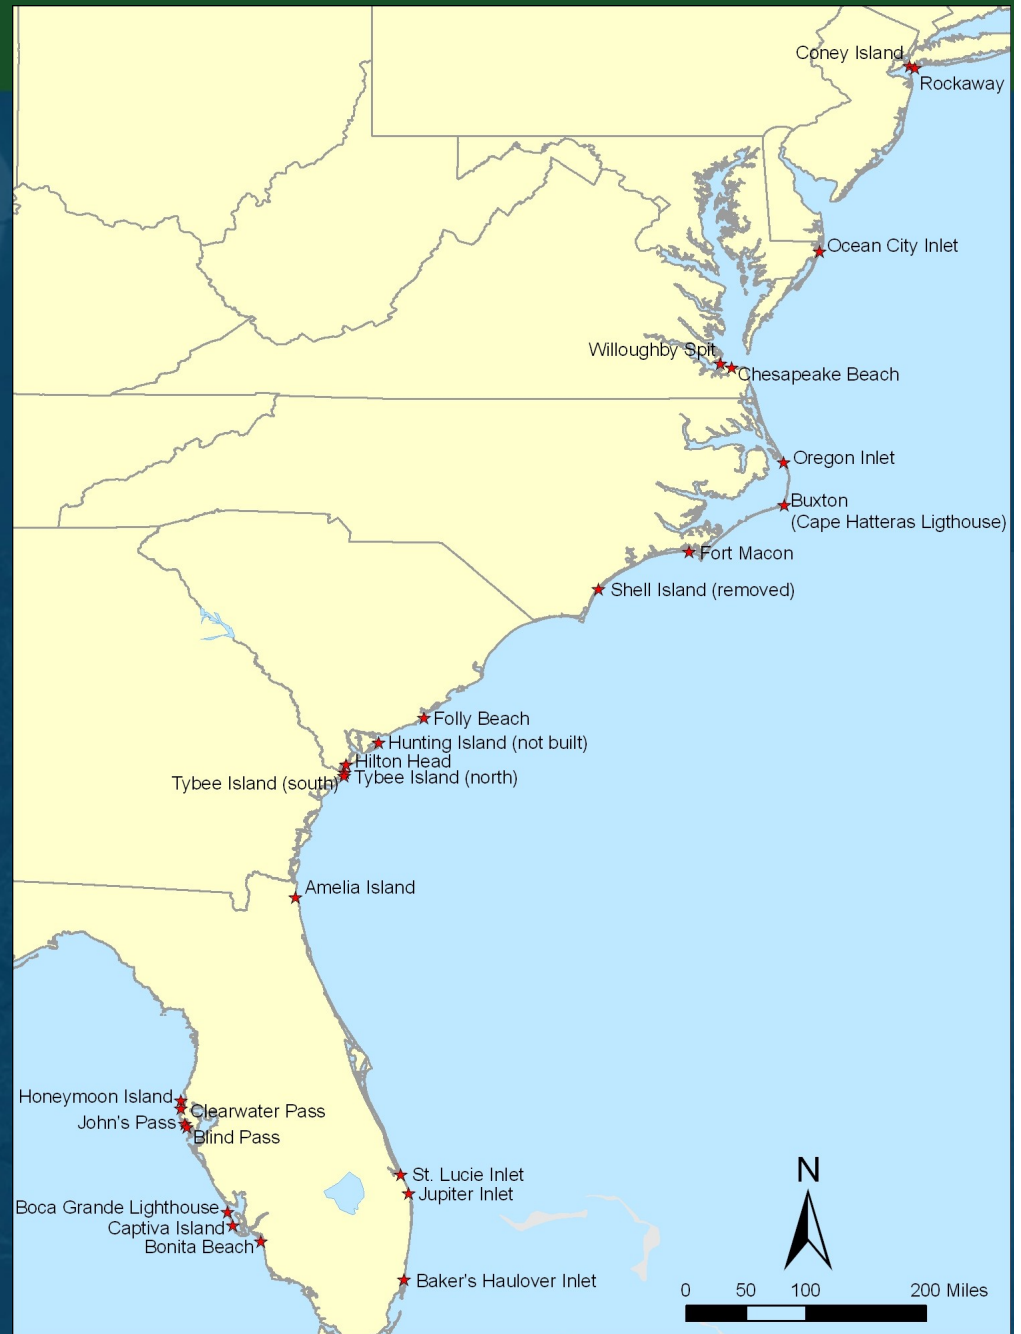 Coney Island
Rockaway
Ocean City Inlet
Willoughby Spit
Chesapeake Beach
Oregon Inlet
Buxton
(Cape Hatteras Ligthouse)
Fort Macon
Shell Island (removed)
Folly Beach
Hunting Island (not built)
Hilton Head
Tybee Island (north)
Tybee Island (south)
Amelia Island
Honeymoon Island
Clearwater Pass
John's Pass
Blind Pass
St. Lucie Inlet
Jupiter Inlet
Boca Grande Lighthouse
Captiva Island
Bonita Beach
Baker's Haulover Inlet
N
0 50 100 200 Miles